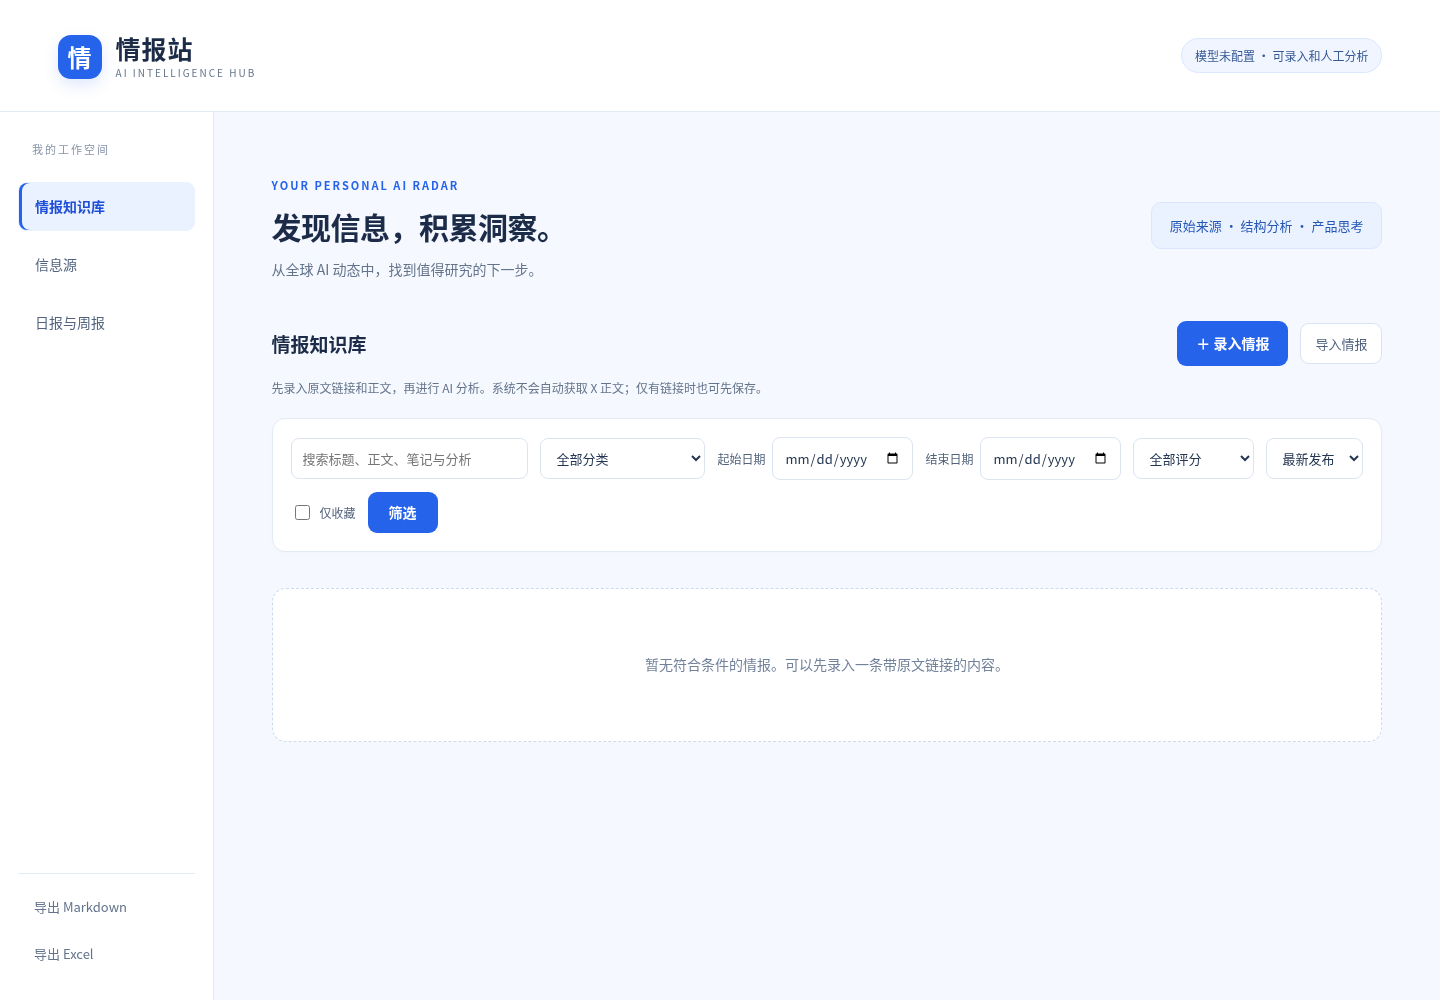 情
情报站
AI INTELLIGENCE HUB
模型未配置 · 可录入和人工分析
我的工作空间
情报知识库
信息源
日报与周报
导出 Markdown
导出 Excel
YOUR PERSONAL AI RADAR
发现信息，积累洞察。
从全球 AI 动态中，找到值得研究的下一步。
原始来源 · 结构分析 · 产品思考
情报知识库
＋ 录入情报
导入情报
先录入原文链接和正文，再进行 AI 分析。系统不会自动获取 X 正文；仅有链接时也可先保存。
搜索标题、正文、笔记与分析
全部分类
起始日期
mm/dd/yyyy
结束日期
mm/dd/yyyy
全部评分
最新发布
仅收藏
筛选
暂无符合条件的情报。可以先录入一条带原文链接的内容。